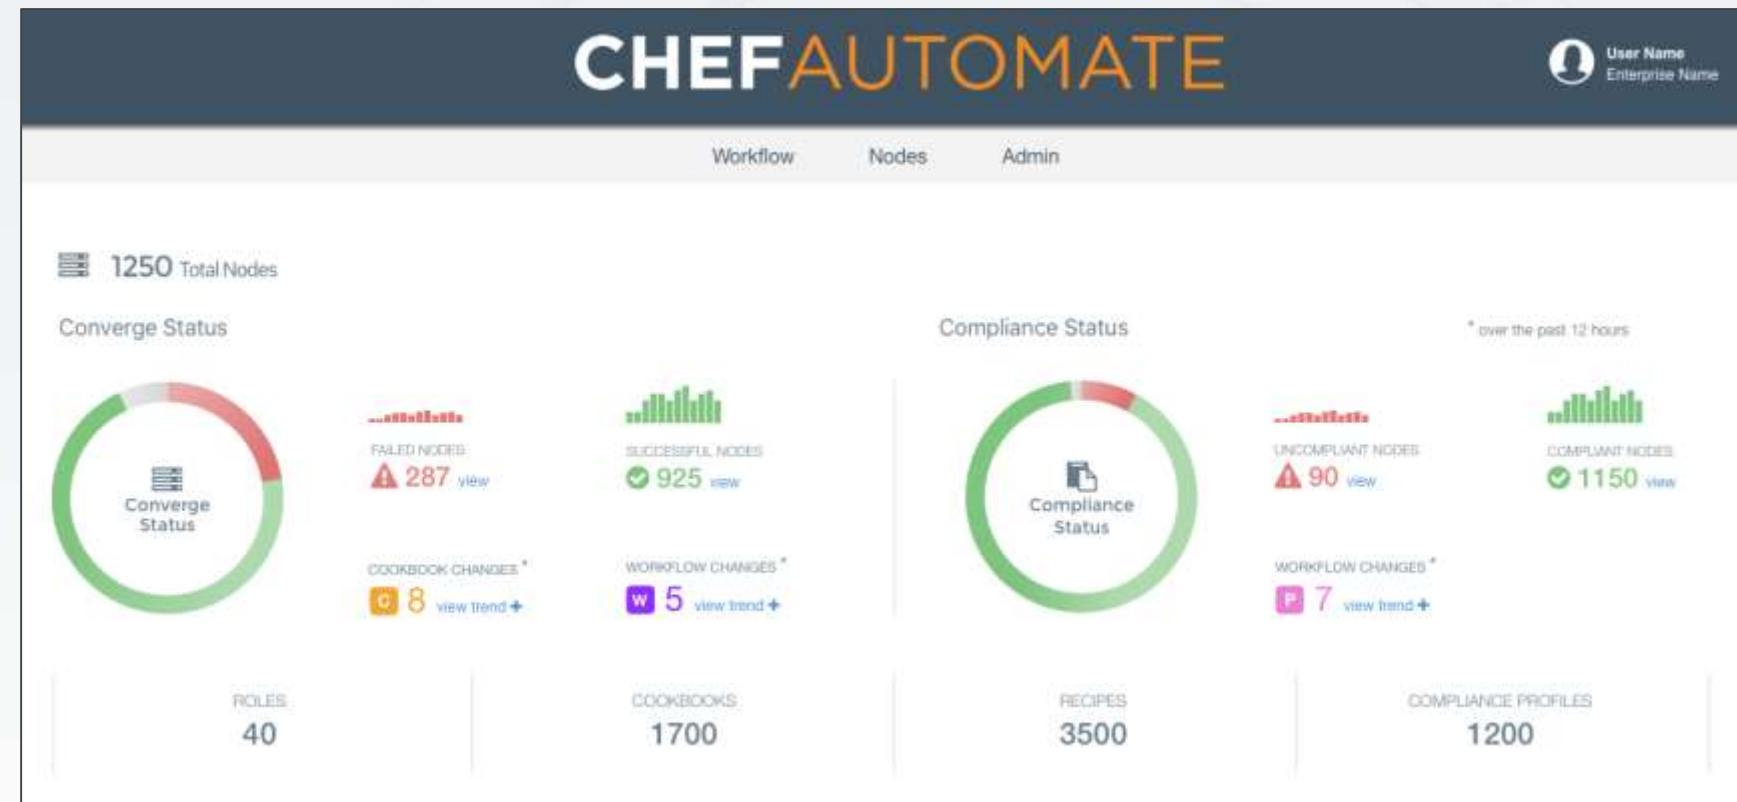 CHEFAUTOMATE
User Name
Enterprise Name
Workflow Nodes Admin
1250 Total Nodes
Converge Status
Compliance Status
* over the past 12 hours
Converge
Status
FAILED NODES
287 view
SUCCESSFUL NODES
925 view
COOKBOOK CHANGES *
C 8 view trend +
WORKFLOW CHANGES *
W 5 view trend +
Compliance
Status
UNCOMPLIANT NODES
90 view
COMPLIANT NODES
1150 view
WORKFLOW CHANGES *
P 7 view trend +
ROLES
40
COOKBOOKS
1700
RECIPES
3500
COMPLIANCE PROFILES
1200